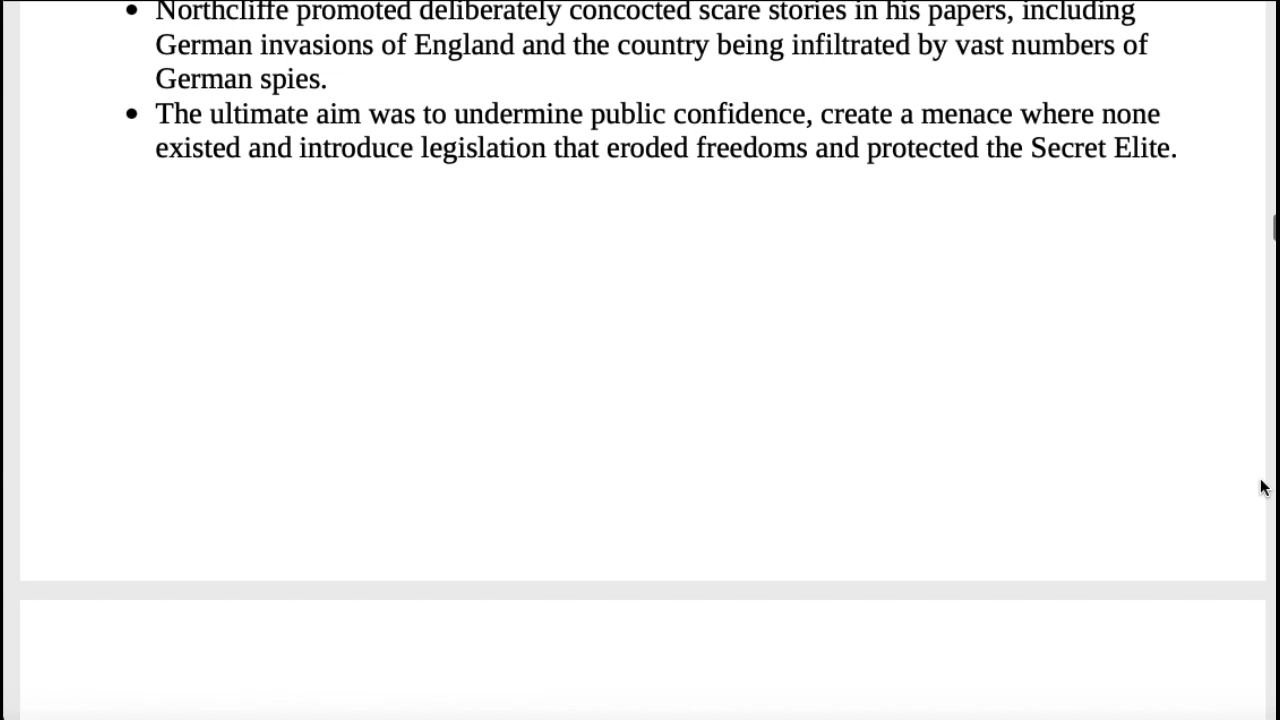 • Northcliffe promoted deliberately concocted scare stories in his papers, including
German invasions of England and the country being infiltrated by vast numbers of
German spies.
• The ultimate aim was to undermine public confidence, create a menace where none
existed and introduce legislation that eroded freedoms and protected the Secret Elite.